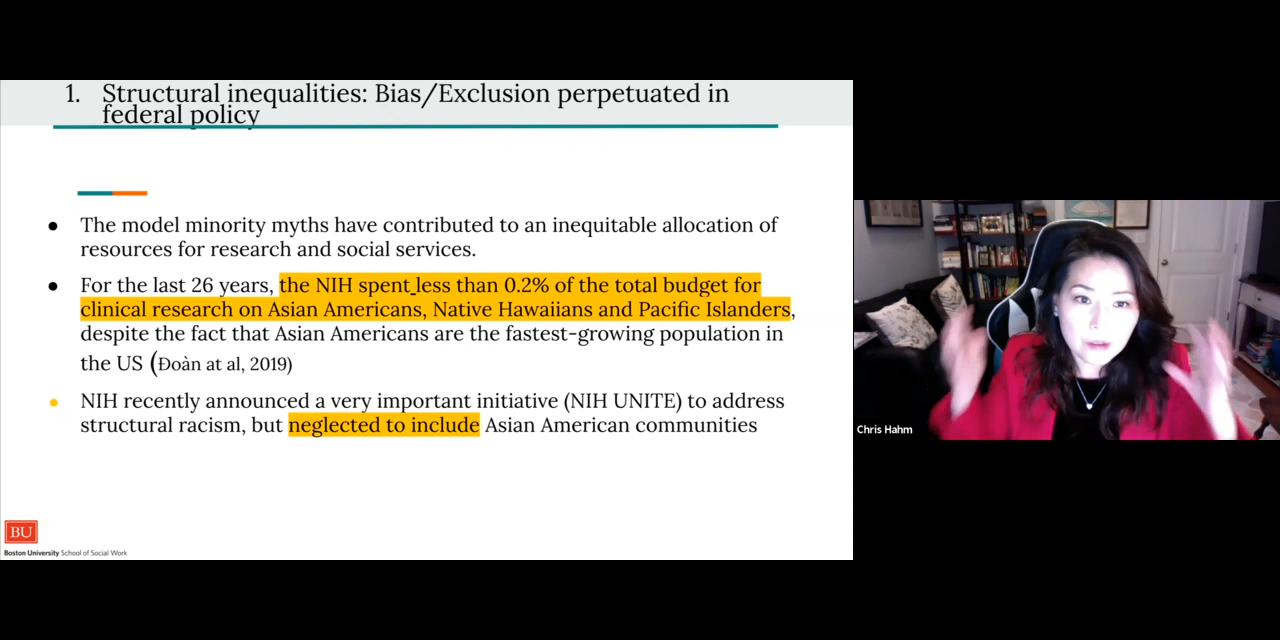 1. Structural inequalities: Bias/Exclusion perpetuated in
federal policy
● The model minority myths have contributed to an inequitable allocation of
resources for research and social services.
● For the last 26 years, the NIH spent less than 0.2% of the total budget for
clinical research on Asian Americans, Native Hawaiians and Pacific Islanders,
despite the fact that Asian Americans are the fastest-growing population in
the US (Đoàn at al, 2019)
● NIH recently announced a very important initiative (NIH UNITE) to address
structural racism, but neglected to include Asian American communities
BU
Boston University School of Social Work
Chris Hahm